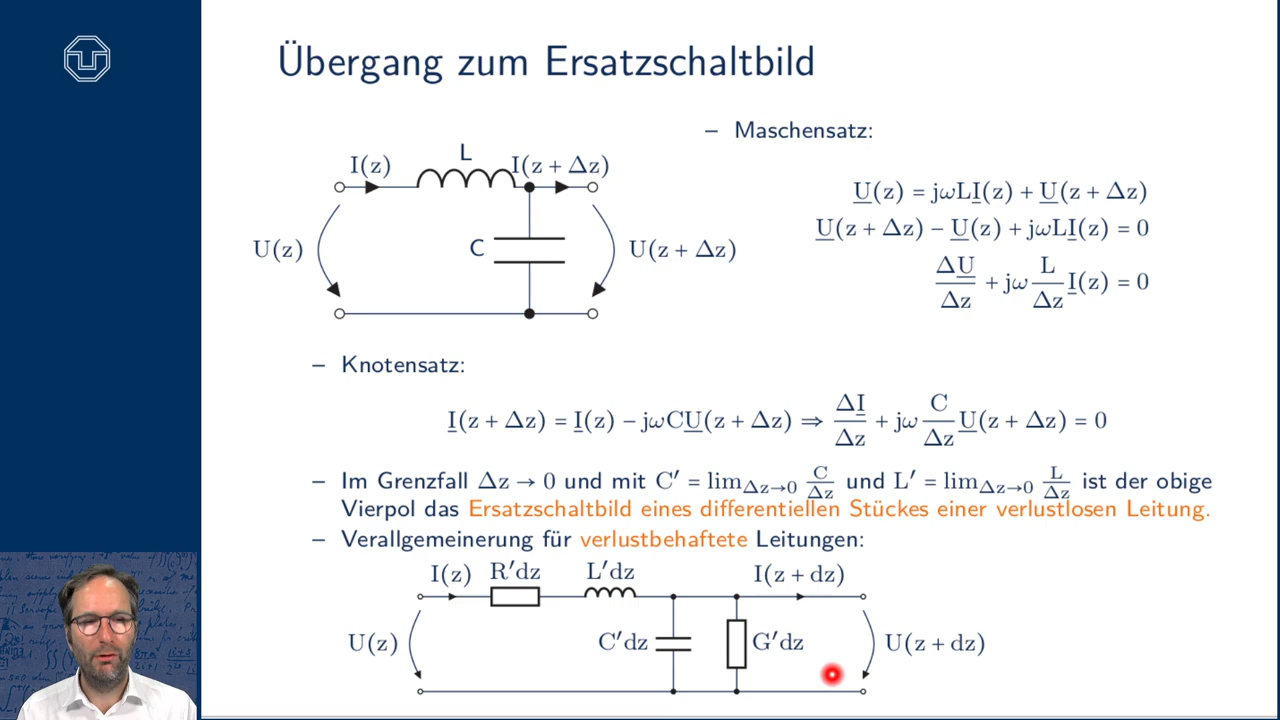 Übergang zum Ersatzschaltbild
I(z)
L
I(z + Δz)
U(z)
C
U(z + Δz)
– Maschensatz:
U̲(z) = jωLI̲(z) + U̲(z + Δz)
U̲(z + Δz) − U̲(z) + jωLI̲(z) = 0
ΔU̲/Δz + jω L/Δz I̲(z) = 0
– Knotensatz:
I̲(z + Δz) = I̲(z) − jωCU̲(z + Δz) ⇒ ΔI̲/Δz + jω C/Δz U̲(z + Δz) = 0
– Im Grenzfall Δz → 0 und mit C′ = lim Δz→0 C/Δz und L′ = lim Δz→0 L/Δz ist der obige
Vierpol das Ersatzschaltbild eines differentiellen Stückes einer verlustlosen Leitung.
– Verallgemeinerung für verlustbehaftete Leitungen:
I(z) R′dz L′dz I(z + dz)
U(z) C′dz G′dz U(z + dz)